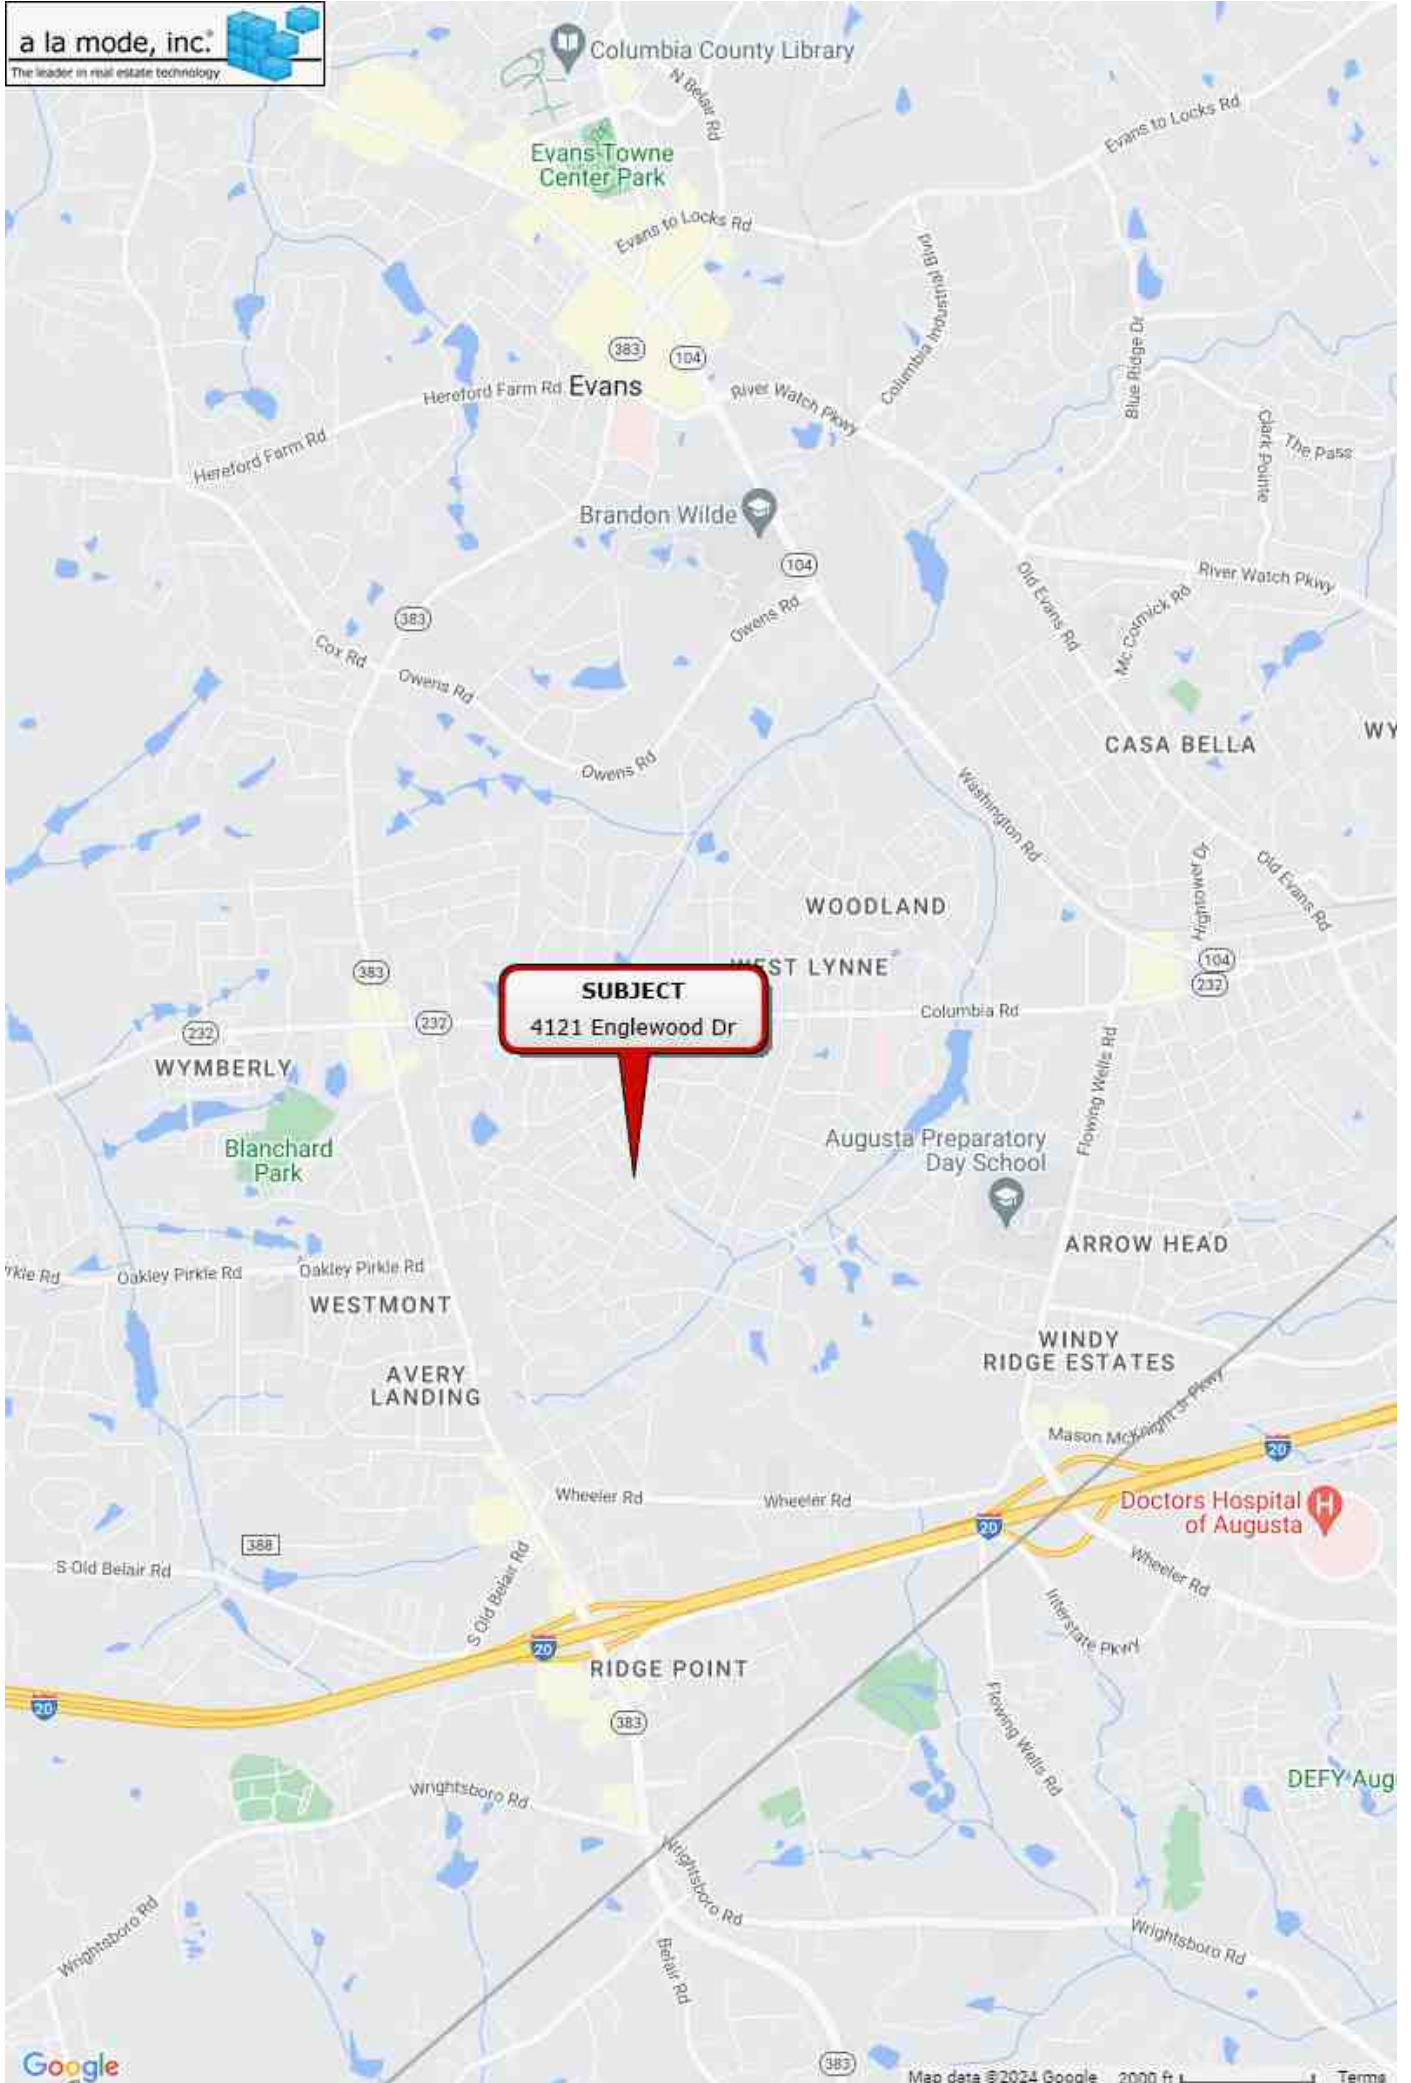 a la mode, inc.®
The leader in real estate technology
Columbia County Library
N Belair Rd
Evans to Locks Rd
Evans Towne
Center Park
Evans to Locks Rd
Columbia Industrial Blvd
Blue Ridge Dr
383
104
Hereford Farm Rd
Evans
River Watch Pkwy
Clark Pointe
The Pass
Hereford Farm Rd
Brandon Wilde
104
River Watch Pkwy
Old Evans Rd
Mc Cormick Rd
383
Owens Rd
Cox Rd
Owens Rd
CASA BELLA
WY
Owens Rd
Washington Rd
Hightower Dr
Old Evans Rd
WOODLAND
WEST LYNNE
104
232
383
SUBJECT
4121 Englewood Dr
Columbia Rd
232
232
WYMBERLY
Flowing Wells Rd
Blanchard
Park
Augusta Preparatory
Day School
ARROW HEAD
rkle Rd
Oakley Pirkle Rd
Oakley Pirkle Rd
WESTMONT
WINDY
RIDGE ESTATES
AVERY
LANDING
Mason McKnight Jr Pkwy
20
Wheeler Rd
Wheeler Rd
Doctors Hospital
of Augusta
20
388
S Old Belair Rd
S Old Belair Rd
Wheeler Rd
Interstate Pkwy
20
RIDGE POINT
20
383
Flowing Wells Rd
DEFY Aug
Wrightsboro Rd
Wrightsboro Rd
Wrightsboro Rd
Wrightsboro Rd
Belair Rd
383
Google
Map data ©2024 Google
2000 ft
Terms